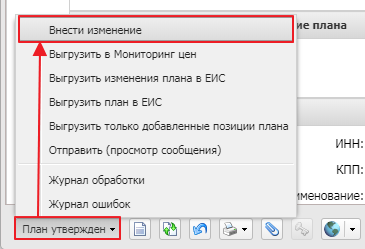 Внести изменение
ие плана
Выгрузить в Мониторинг цен
Выгрузить изменения плана в ЕИС
Выгрузить план в ЕИС
Выгрузить только добавленные позиции плана
Отправить (просмотр сообщения)
ИНН:
КПП:
Журнал обработки
именование:
Журнал ошибок
План утвержден